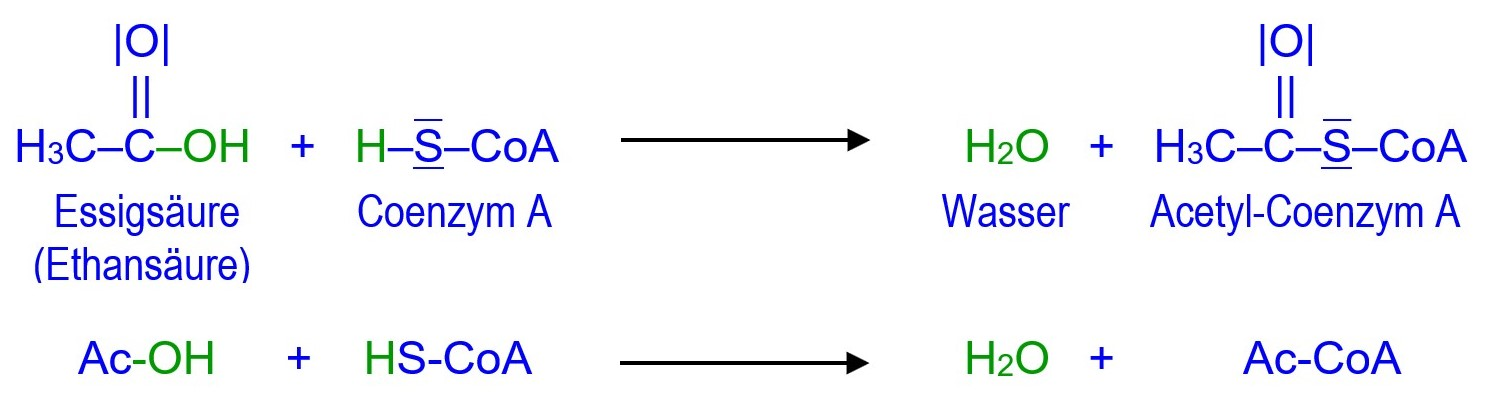 |O| |O|
|| ||
H₃C–C–OH + H–S–CoA H₂O + H₃C–C–S–CoA
Essigsäure Coenzym A Wasser Acetyl-Coenzym A
(Ethansäure)
Ac-OH + HS-CoA H₂O + Ac-CoA